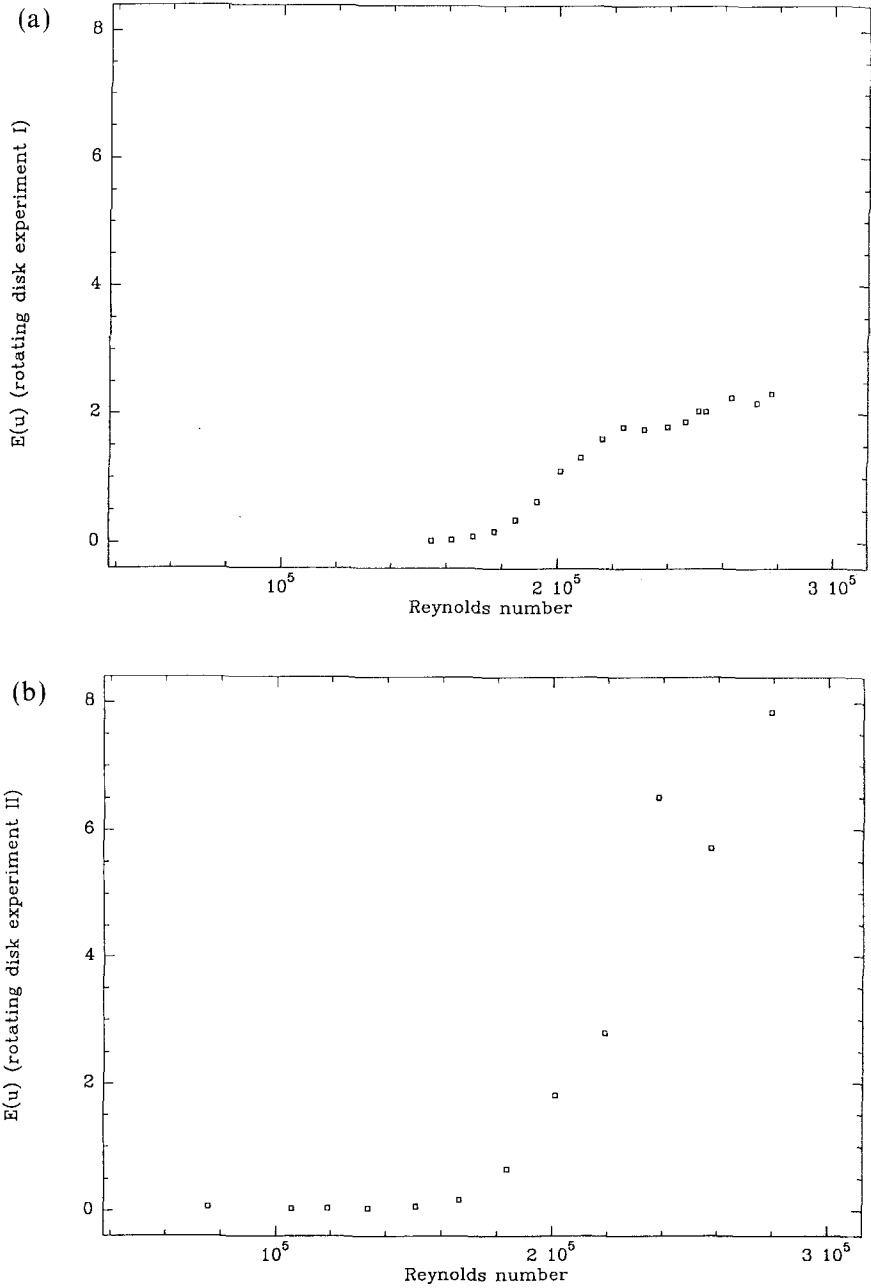 (a)
8
6
4
2
0
E(u) (rotating disk experiment I)
10⁵
2 10⁵
3 10⁵
Reynolds number
(b)
8
6
4
2
0
E(u) (rotating disk experiment II)
10⁵
2 10⁵
3 10⁵
Reynolds number